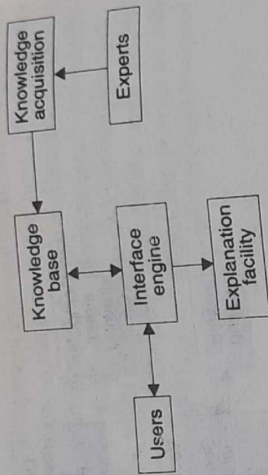 Knowledge
acquisition
Experts
Knowledge
base
Interface
engine
Explanation
facility
Users